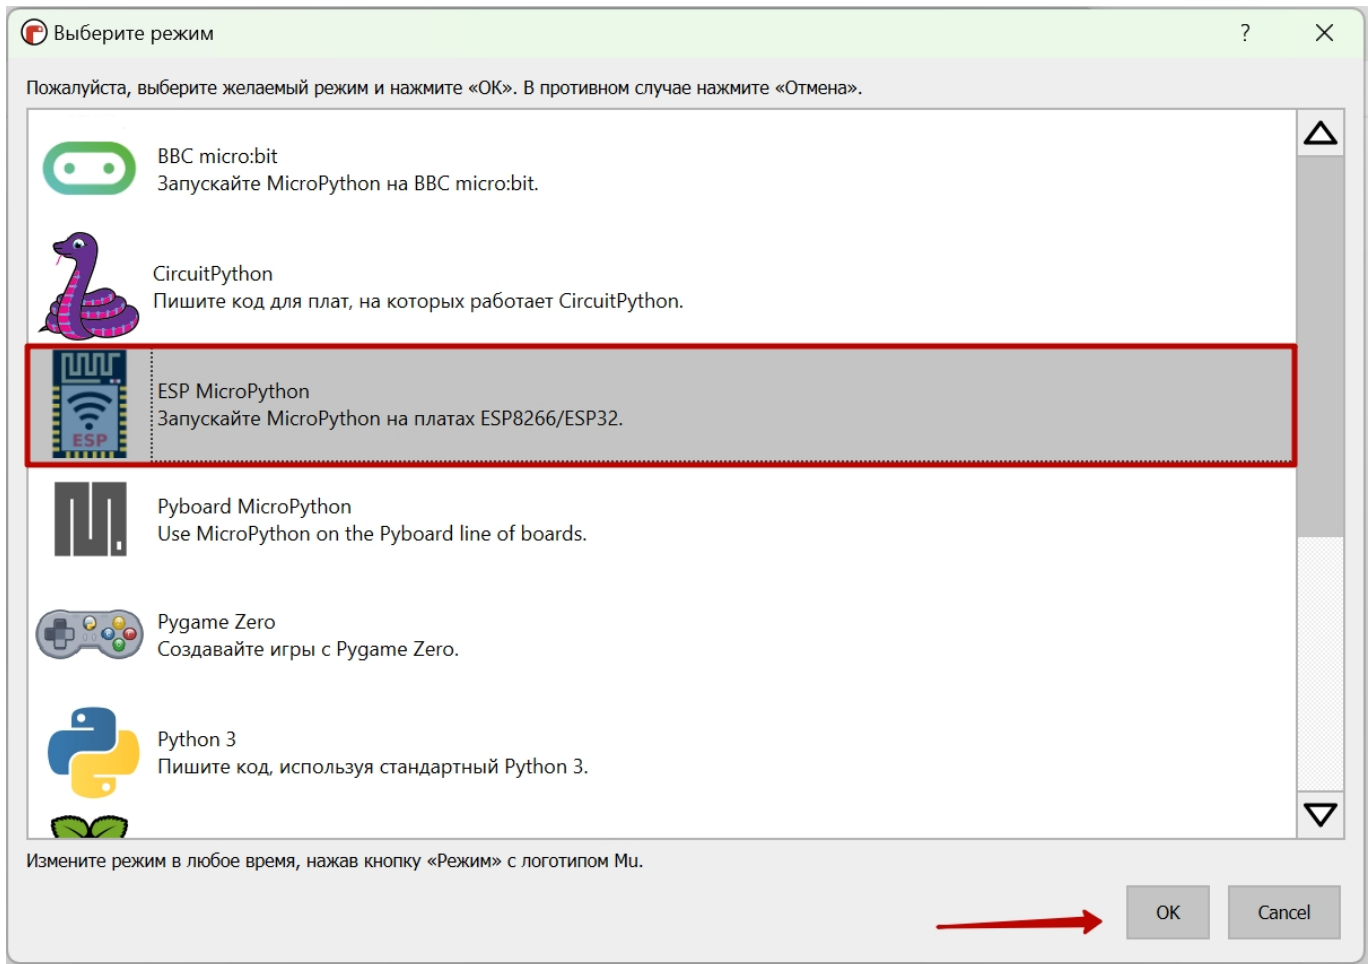 Выберите режим
?
Пожалуйста, выберите желаемый режим и нажмите «ОК». В противном случае нажмите «Отмена».
BBC micro:bit
Запускайте MicroPython на BBC micro:bit.
CircuitPython
Пишите код для плат, на которых работает CircuitPython.
ESP
ESP MicroPython
Запускайте MicroPython на платах ESP8266/ESP32.
Pyboard MicroPython
Use MicroPython on the Pyboard line of boards.
Pygame Zero
Создавайте игры с Pygame Zero.
Python 3
Пишите код, используя стандартный Python 3.
Измените режим в любое время, нажав кнопку «Режим» с логотипом Mu.
OK
Cancel